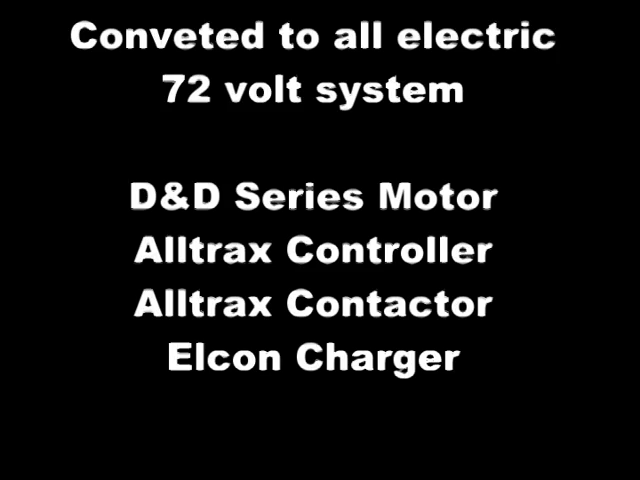 Conveted to all electric
72 volt system
D&D Series Motor
Alltrax Controller
Alltrax Contactor
Elcon Charger